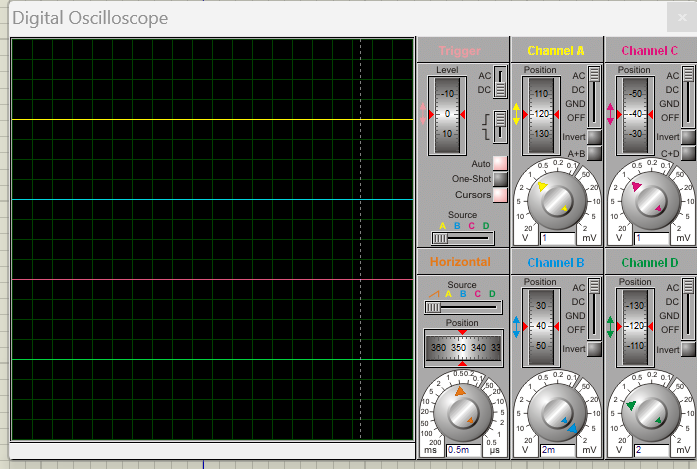 Digital Oscilloscope
Trigger
Level
AC
DC
-10
0
10
Auto
One-Shot
Cursors
Source
A B C D
Channel A
Position
AC
DC
GND
OFF
110
120
130
Invert
A+B
0.5 0.2 0.1
1 50
2 20
5 10
10 5
20 2
V 1 mV
Channel C
Position
AC
DC
GND
OFF
-50
-40
-30
Invert
C+D
0.5 0.2 0.1
1 50
2 20
5 10
10 5
20 2
V 1 mV
Horizontal
Source
A B C D
Position
360 350 340 33
0.5 0.2 0.1
1 50
2 20
5 10
10 5
20 2
50 1
100 0.5
200
ms 0.5m µs
Channel B
Position
AC
DC
GND
OFF
30
40
50
Invert
0.5 0.2 0.1
1 50
2 20
5 10
10 5
20 2
V 2m mV
Channel D
Position
AC
DC
GND
OFF
-130
-120
-110
Invert
0.5 0.2 0.1
1 50
2 20
5 10
10 5
20 2
V 2 mV